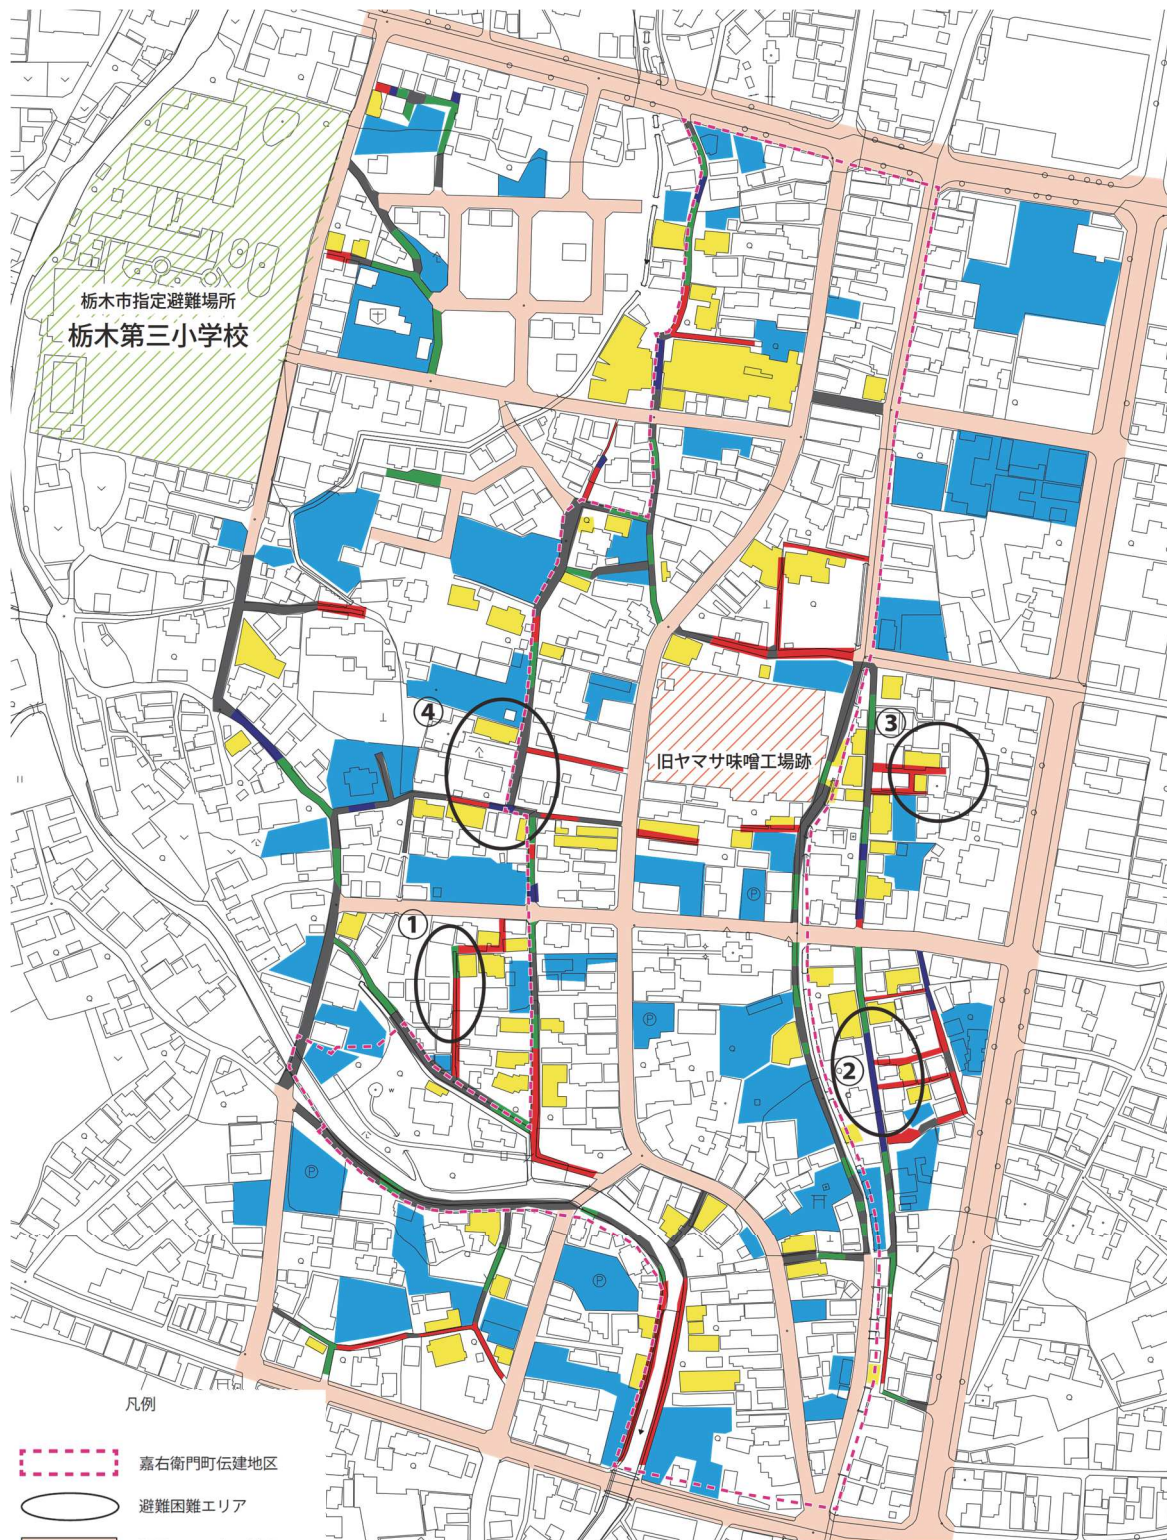 栃木市指定避難場所
栃木第三小学校
④
③
旧ヤマサ味噌工場跡
Ⓟ
①
Ⓟ
②
Ⓟ
Ⓟ
凡例
嘉右衛門町伝建地区
避難困難エリア